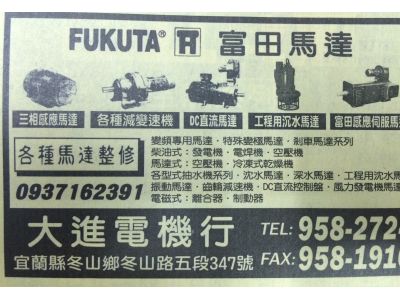 FUKUTA® 富田馬達
三相感應馬達 各種減變速機 DC直流馬達 工程用沉水馬達 富田感應伺服馬
各種馬達整修
0937162391
變頻專用馬達．特殊變極馬達．剎車馬達系列
柴油式：發電機．電焊機．空壓機
馬達式：空壓機．冷凍式乾燥機
各型式抽水機系列．沈水馬達．深水馬達．工程用沈水馬
振動馬達．齒輪減速機．DC直流控制盤．風力發電機馬
電磁式：離合器．制動器
大進電機行
TEL: 958-272
宜蘭縣冬山鄉冬山路五段347號
FAX: 958-191